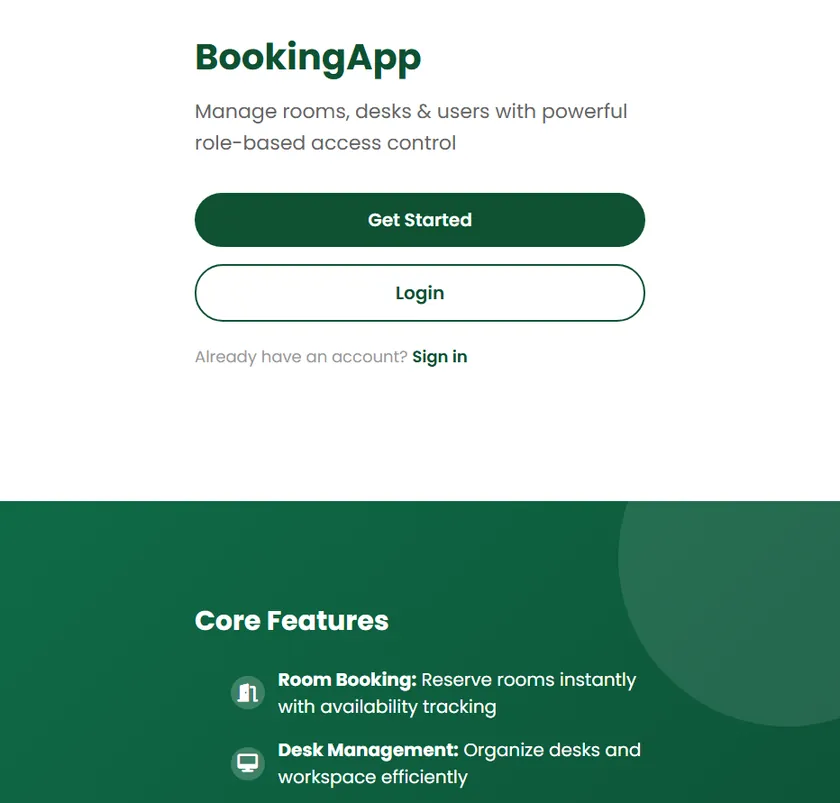 BookingApp
Manage rooms, desks & users with powerful
role-based access control
Get Started
Login
Already have an account? Sign in
Core Features
Room Booking: Reserve rooms instantly
with availability tracking
Desk Management: Organize desks and
workspace efficiently